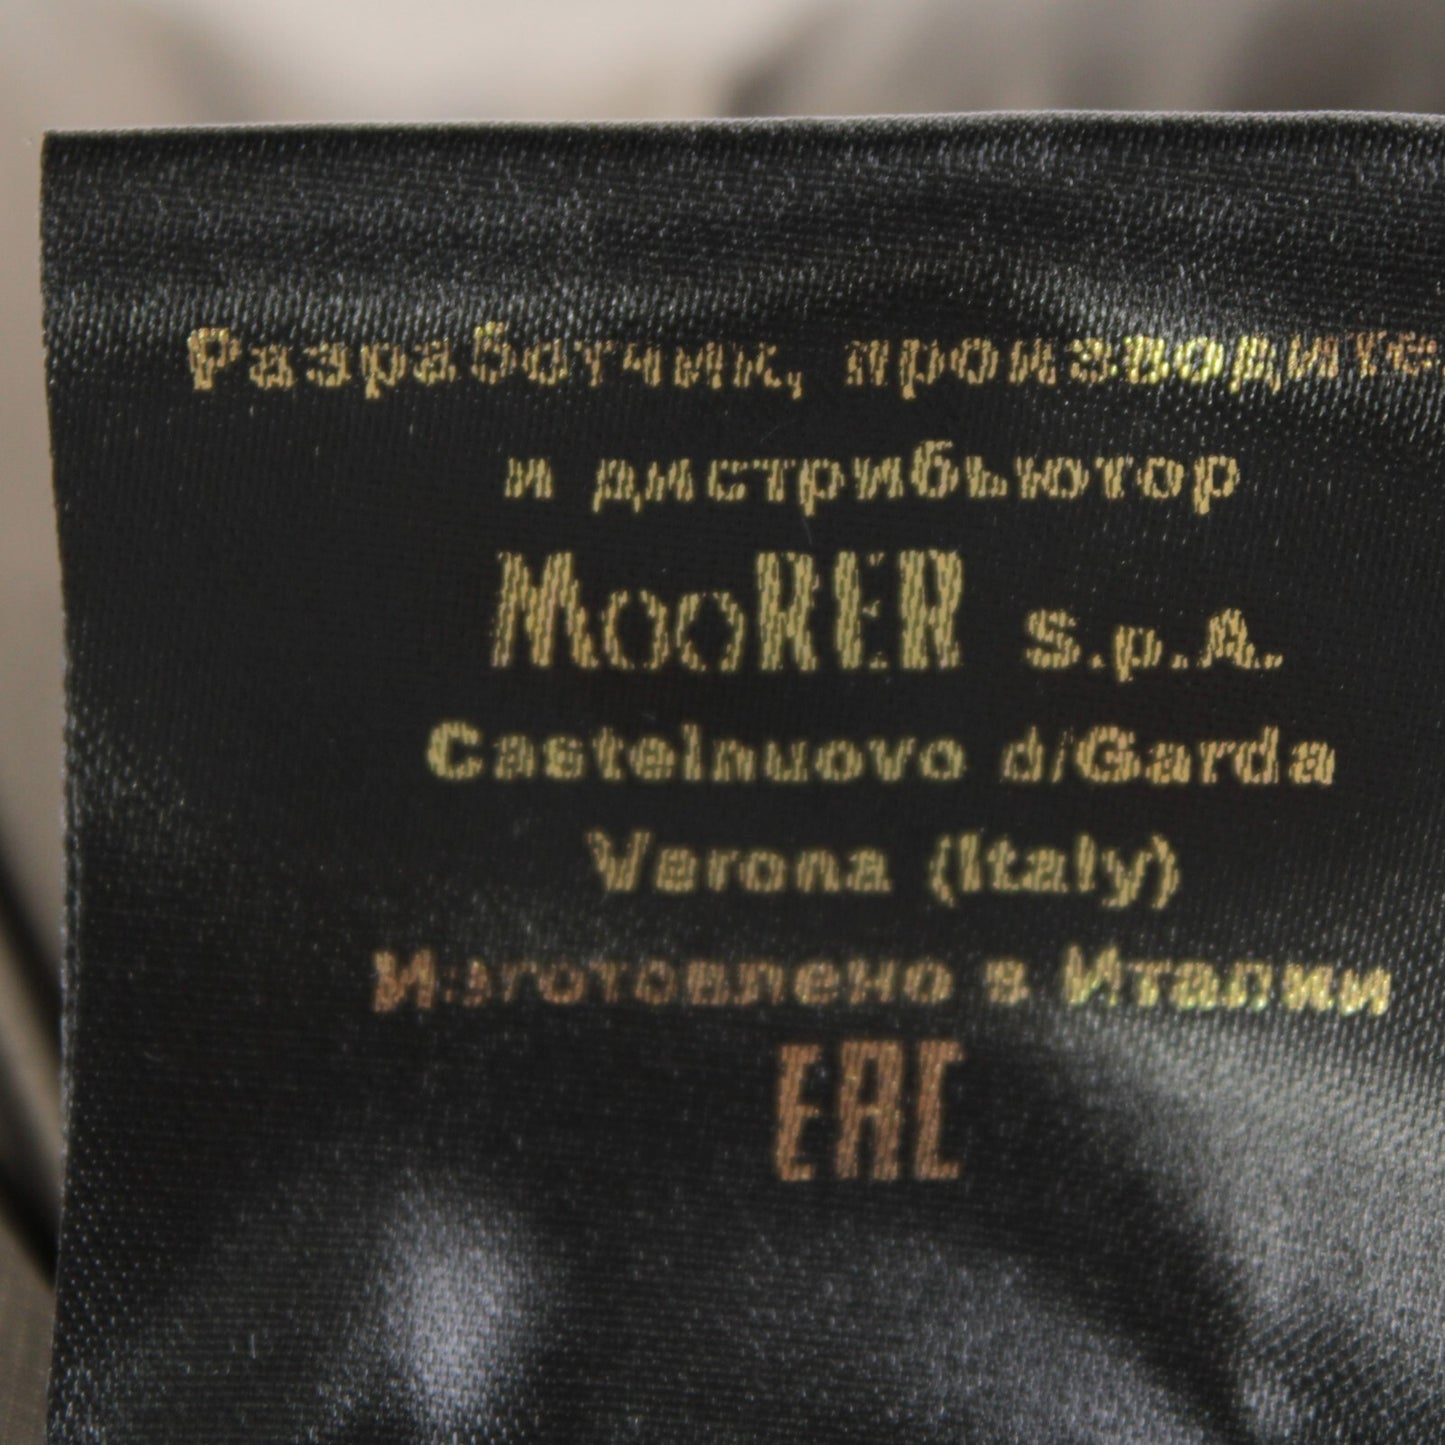 Разработчик, производите
и дистрибьютор
MooRER S.p.A.
Castelnuovo d/Garda
Verona (Italy)
Изготовлено в Италии
EAC